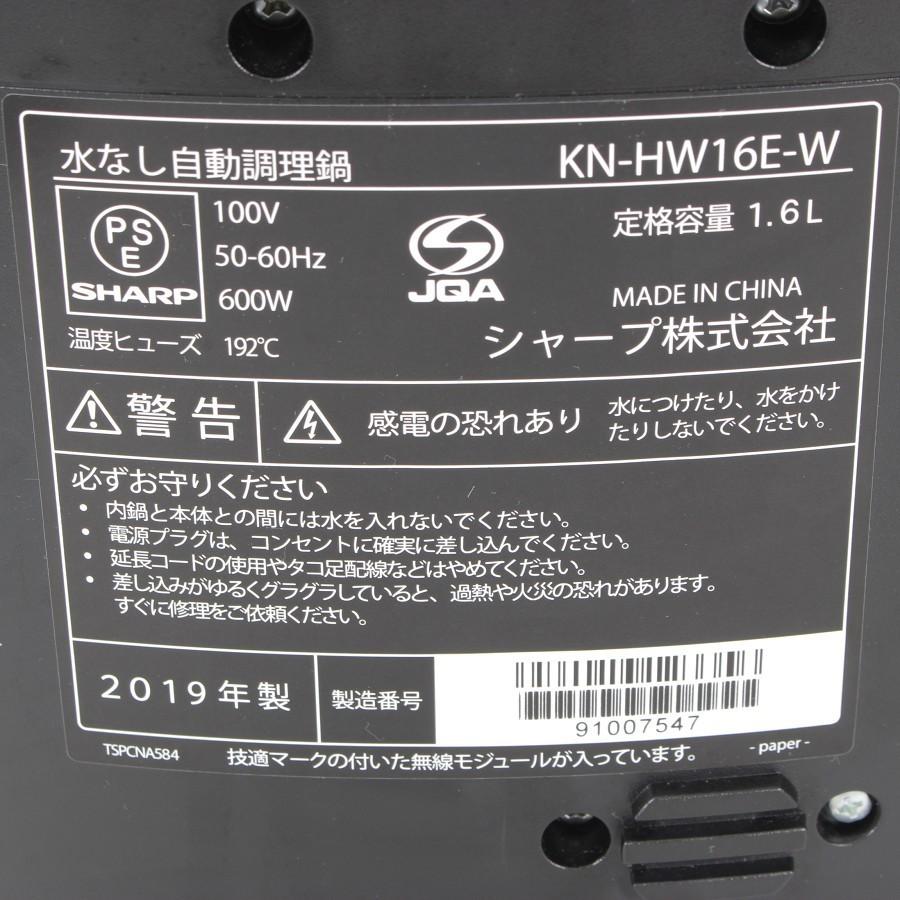 水なし自動調理鍋 KN-HW16E-W
PSE
SHARP
100V
50-60Hz
600W
JQA
定格容量 1.6L
MADE IN CHINA
温度ヒューズ 192℃
シャープ株式会社
警告
感電の恐れあり
水につけたり、水をかけ
たりしないでください。
必ずお守りください
・ 内鍋と本体との間には水を入れないでください。
・ 電源プラグは、コンセントに確実に差し込んでください。
・ 延長コードの使用やタコ足配線などはやめてください。
・ 差し込みがゆるくグラグラしていると、過熱や火災の恐れがあります。
すぐに修理をご依頼ください。
2019年製
製造番号
91007547
TSPCNA584 技適マークの付いた無線モジュールが入っています。 - paper -